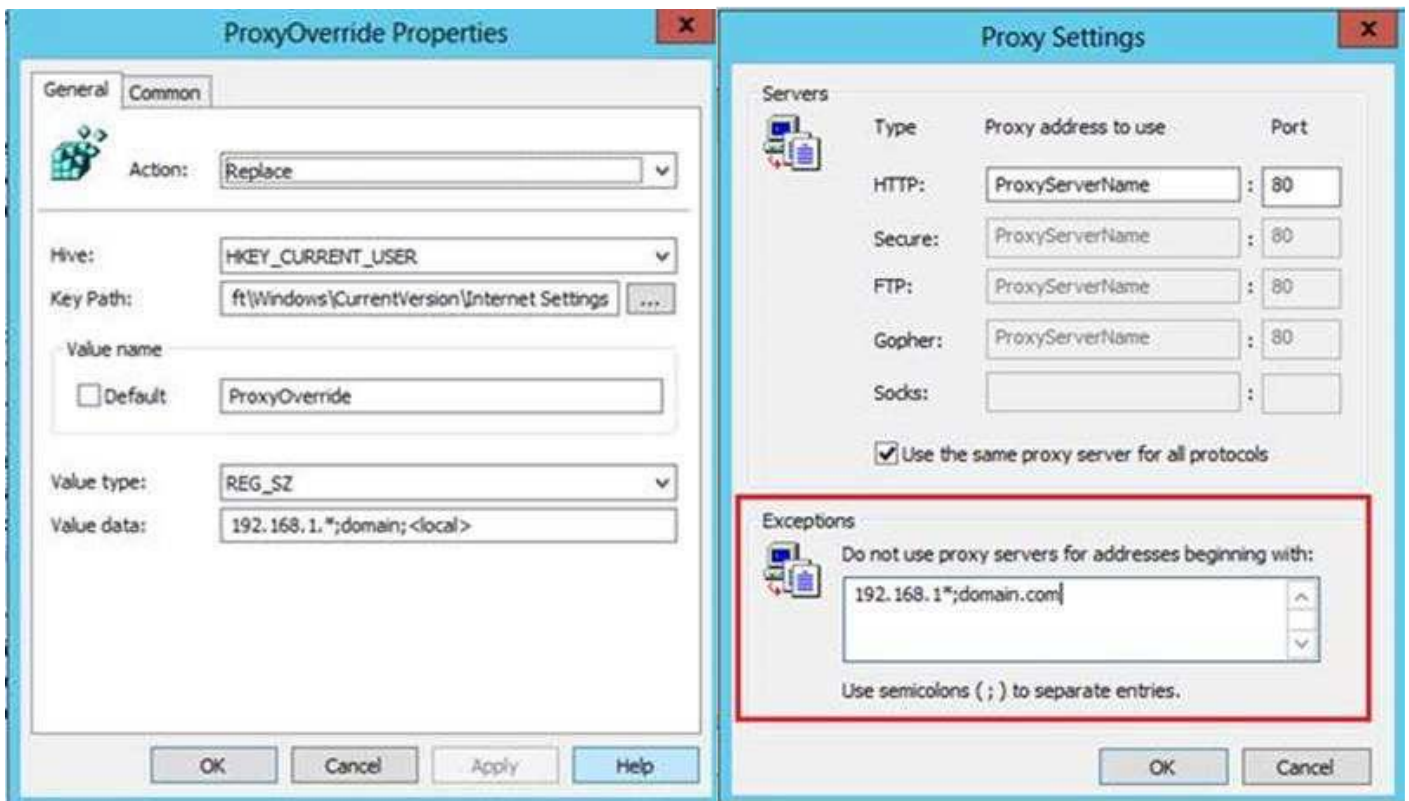 ProxyOverride Properties
x
General Common
Action: Replace
Hive: HKEY_CURRENT_USER
Key Path: ft\Windows\CurrentVersion\Internet Settings ...
Value name
Default ProxyOverride
Value type: REG_SZ
Value data: 192.168.1.*;domain;<local>
OK Cancel Apply Help
Proxy Settings
x
Servers
Type Proxy address to use Port
HTTP: ProxyServerName : 80
Secure: ProxyServerName : 80
FTP: ProxyServerName : 80
Gopher: ProxyServerName : 80
Socks: :
Use the same proxy server for all protocols
Exceptions
Do not use proxy servers for addresses beginning with:
192.168.1*;domain.com
Use semicolons ( ; ) to separate entries.
OK Cancel